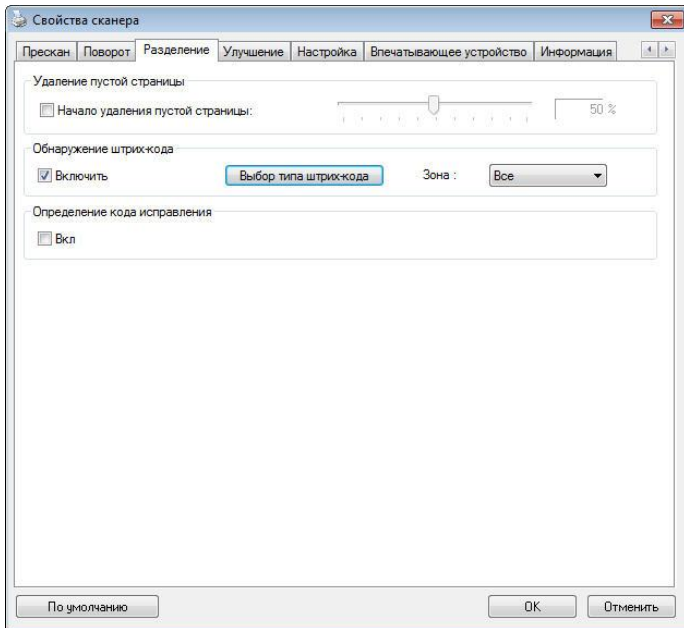 Свойства сканера
Прескан Поворот Разделение Улучшение Настройка Впечатывающее устройство Информация
Удаление пустой страницы
Начало удаления пустой страницы: 50 %
Обнаружение штрих-кода
Включить Выбор типа штрих-кода Зона : Все
Определение кода исправления
Вкл
По умолчанию OK Отменить